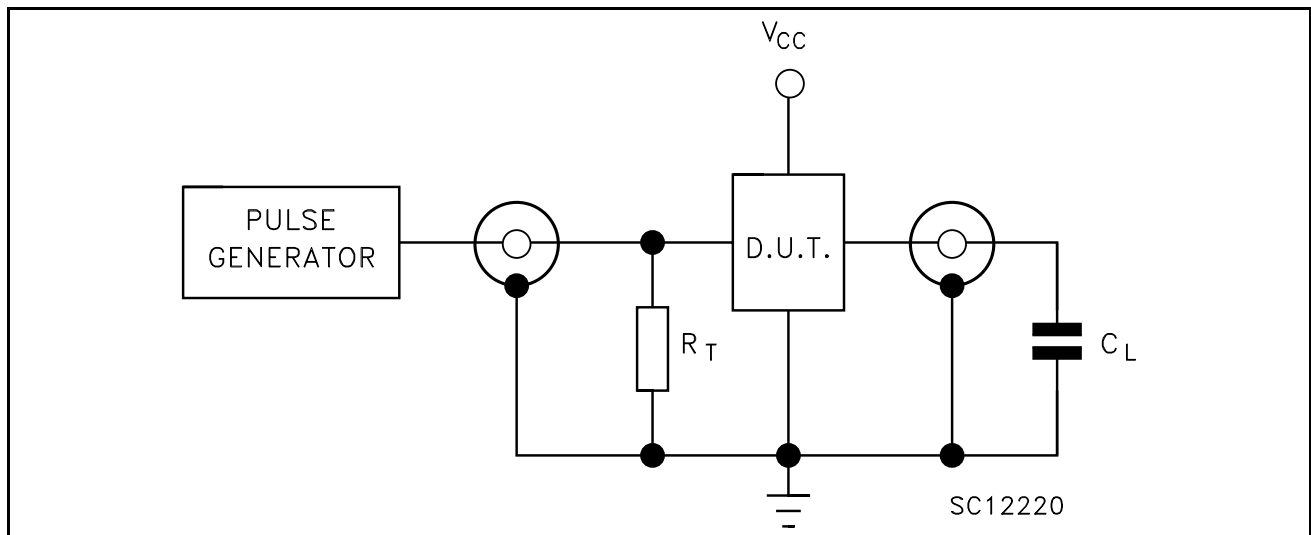 VCC
PULSE
GENERATOR
D.U.T.
RT
CL
SC12220